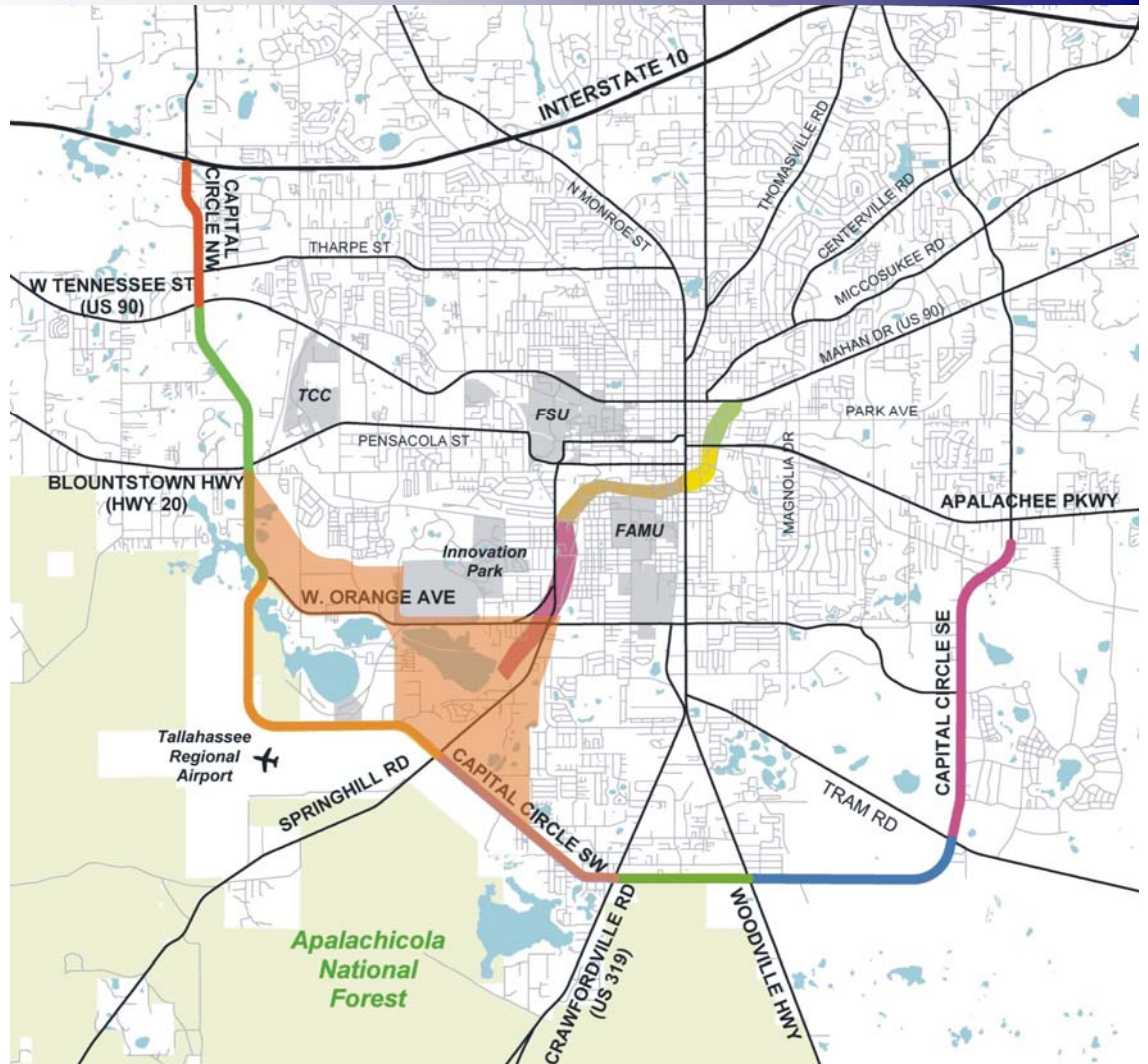 INTERSTATE 10
CAPITAL
CIRCLE NW
THOMASVILLE RD
N MONROE ST
CENTERVILLE RD
THARPE ST
MICCOSUKEE RD
W TENNESSEE ST
(US 90)
MAHAN DR (US 90)
TCC
FSU
PARK AVE
PENSACOLA ST
MAGNOLIA DR
BLOUNTSTOWN HWY
(HWY 20)
APALACHEE PKWY
FAMU
Innovation
Park
W. ORANGE AVE
CAPITAL CIRCLE SE
Tallahassee
Regional
Airport
SPRINGHILL RD
CAPITAL CIRCLE SW
TRAM RD
Apalachicola
National
Forest
CRAWFORDVILLE RD
(US 319)
WOODVILLE HWY